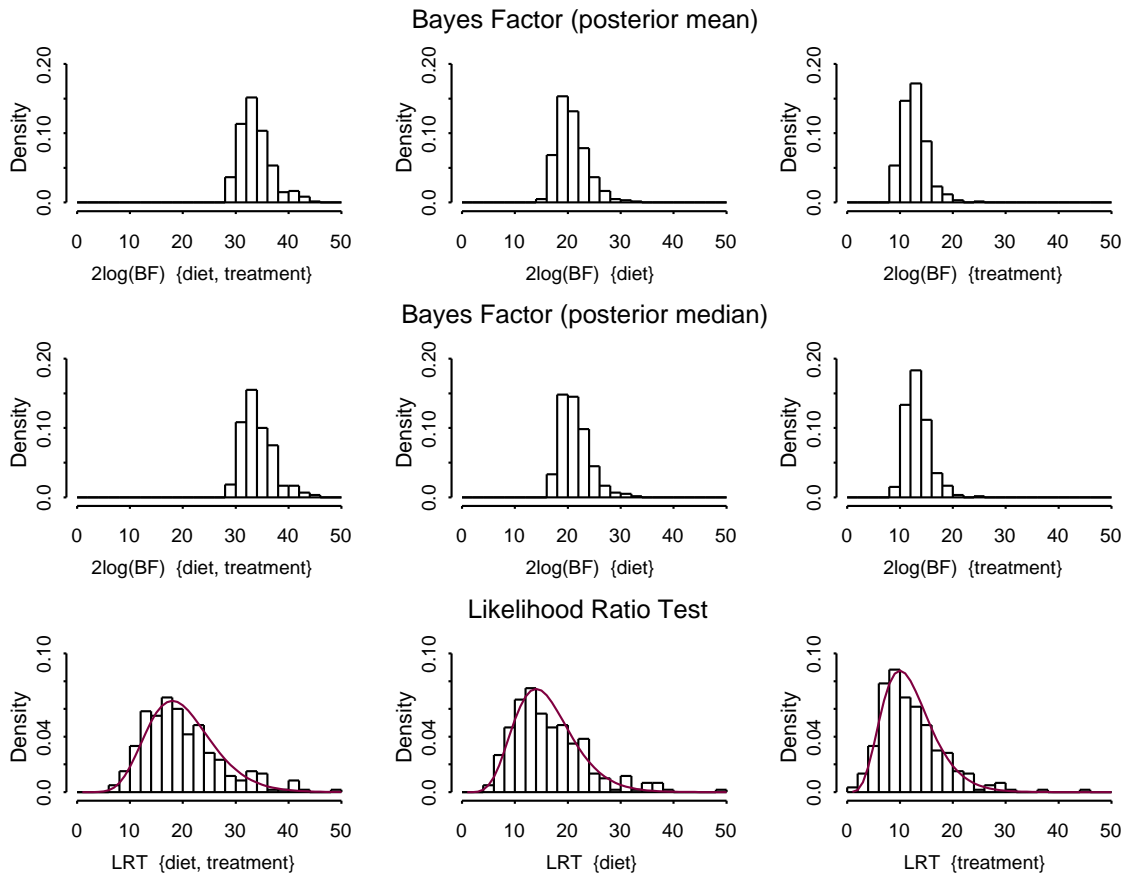 Bayes Factor (posterior mean)
Density
0.0 0.10 0.20
0 10 20 30 40 50
2log(BF) {diet, treatment}
Density
0.0 0.10 0.20
0 10 20 30 40 50
2log(BF) {diet}
Density
0.0 0.10 0.20
0 10 20 30 40 50
2log(BF) {treatment}
Bayes Factor (posterior median)
Density
0.0 0.10 0.20
0 10 20 30 40 50
2log(BF) {diet, treatment}
Density
0.0 0.10 0.20
0 10 20 30 40 50
2log(BF) {diet}
Density
0.0 0.10 0.20
0 10 20 30 40 50
2log(BF) {treatment}
Likelihood Ratio Test
Density
0.0 0.04 0.10
0 10 20 30 40 50
LRT {diet, treatment}
Density
0.0 0.04 0.10
0 10 20 30 40 50
LRT {diet}
Density
0.0 0.04 0.10
0 10 20 30 40 50
LRT {treatment}